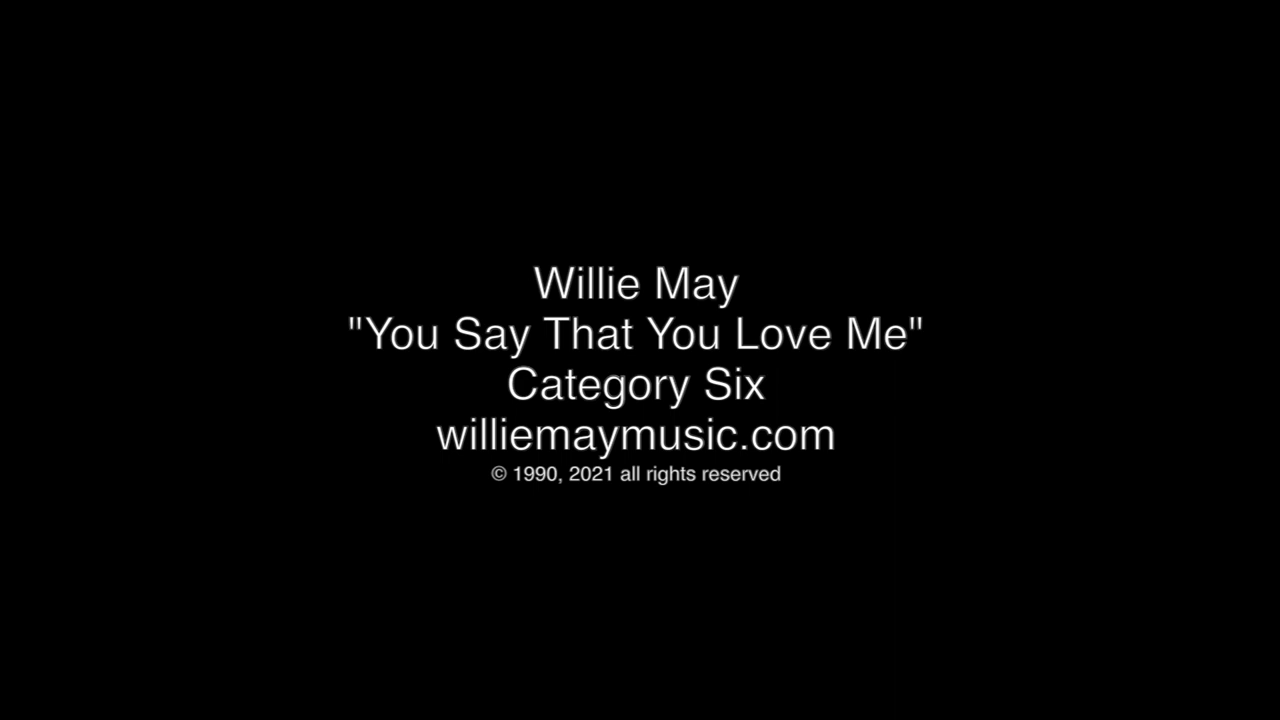 Willie May
"You Say That You Love Me"
Category Six
williemaymusic.com
© 1990, 2021 all rights reserved